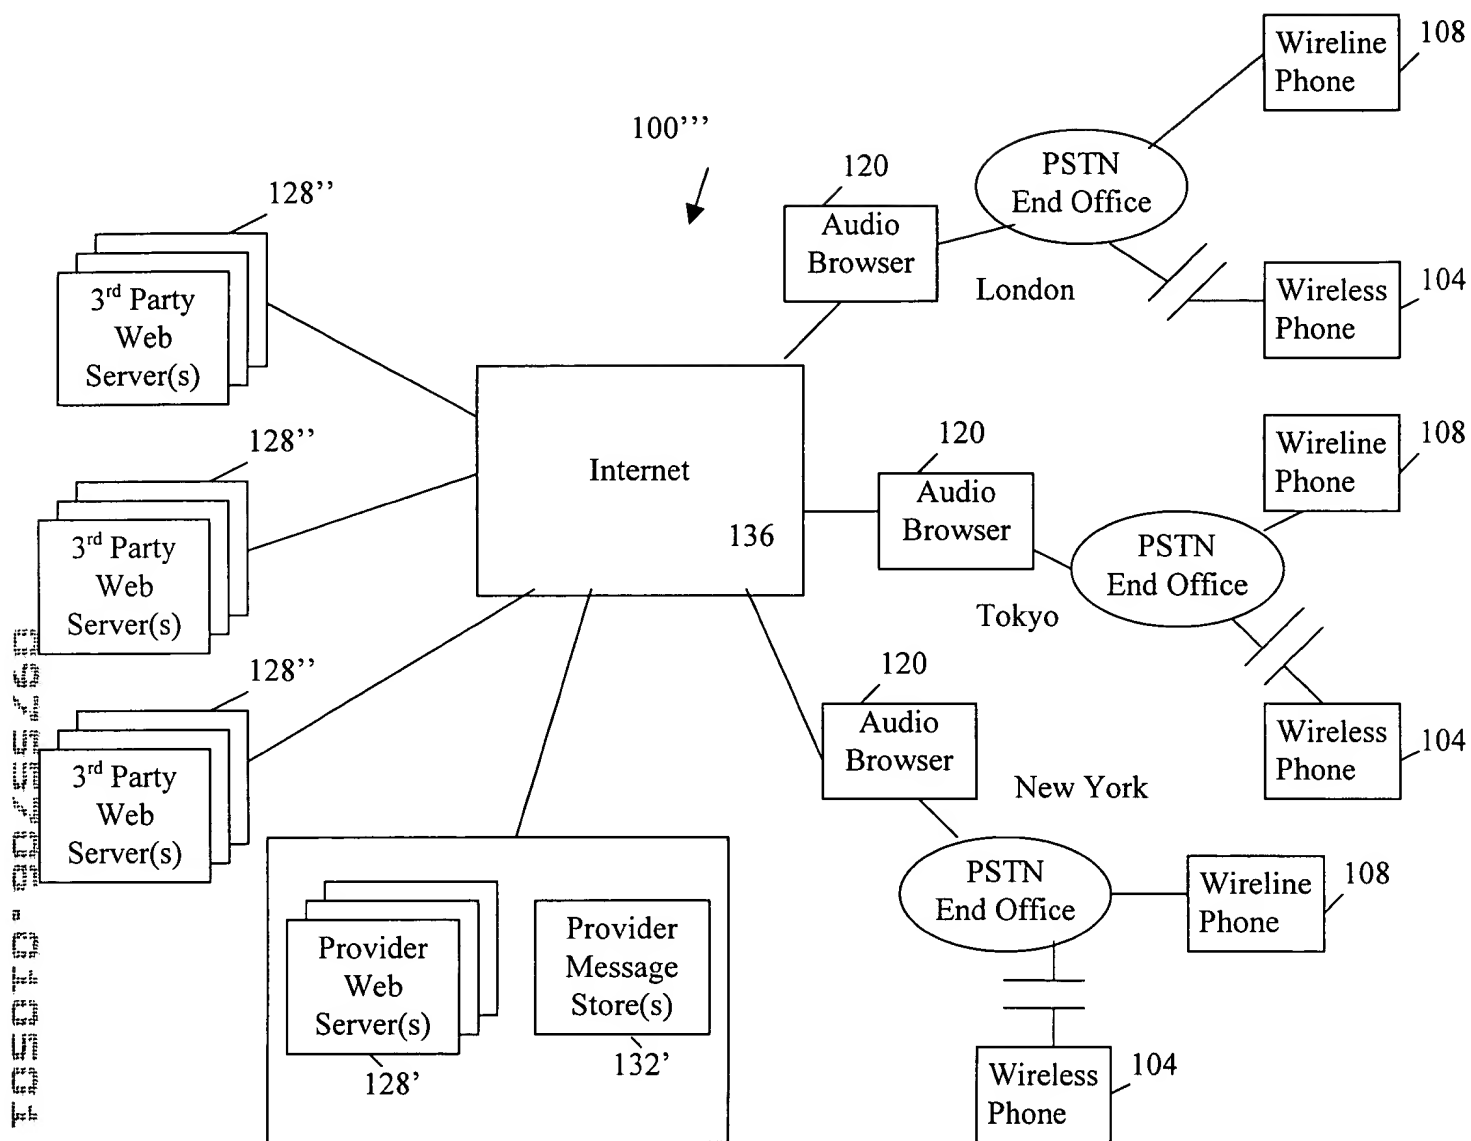 Wireline
Phone
108
100’’’
PSTN
End Office
120
Audio
Browser
London
Wireless
Phone
104
128’’
3rd Party
Web
Server(s)
128’’
3rd Party
Web
Server(s)
128’’
3rd Party
Web
Server(s)
Internet
136
120
Audio
Browser
Wireline
Phone
108
PSTN
End Office
Tokyo
Wireless
Phone
104
120
Audio
Browser
New York
PSTN
End Office
Wireline
Phone
108
Wireless
Phone
104
Provider
Web
Server(s)
128'
Provider
Message
Store(s)
132'